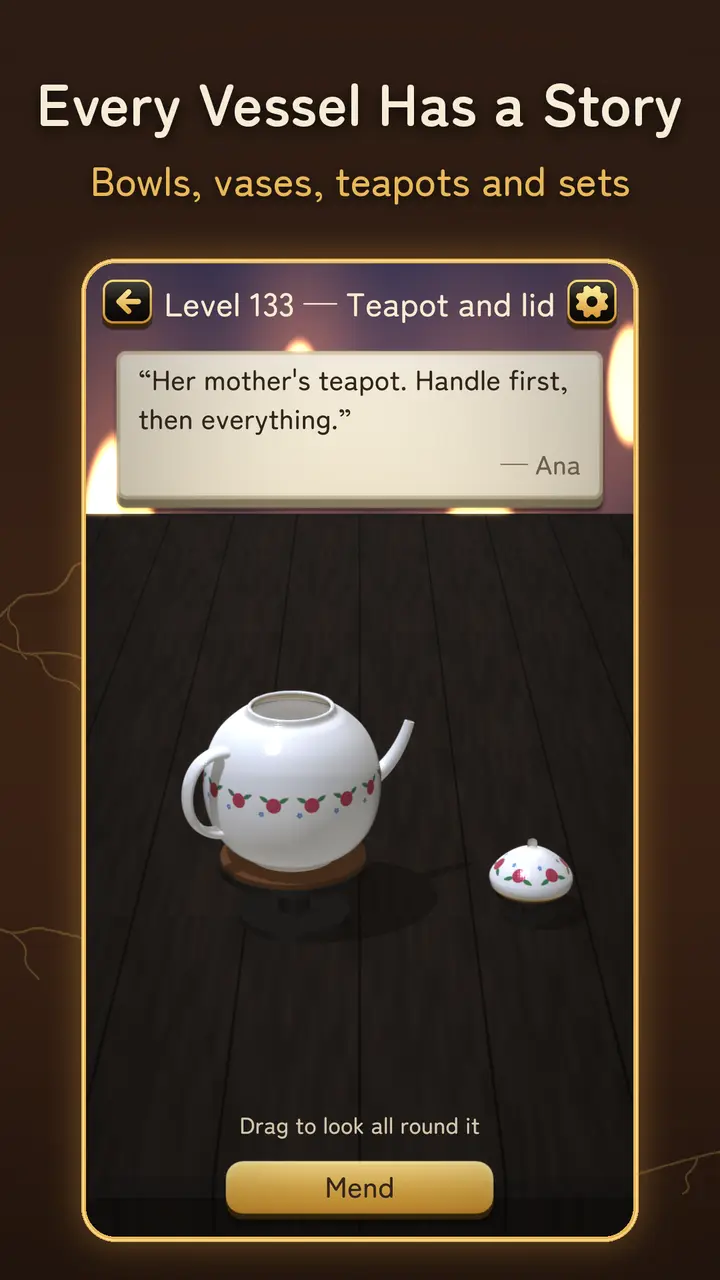 Every Vessel Has a Story
Bowls, vases, teapots and sets
Level 133 — Teapot and lid
“Her mother's teapot. Handle first,
then everything.”
— Ana
Drag to look all round it
Mend